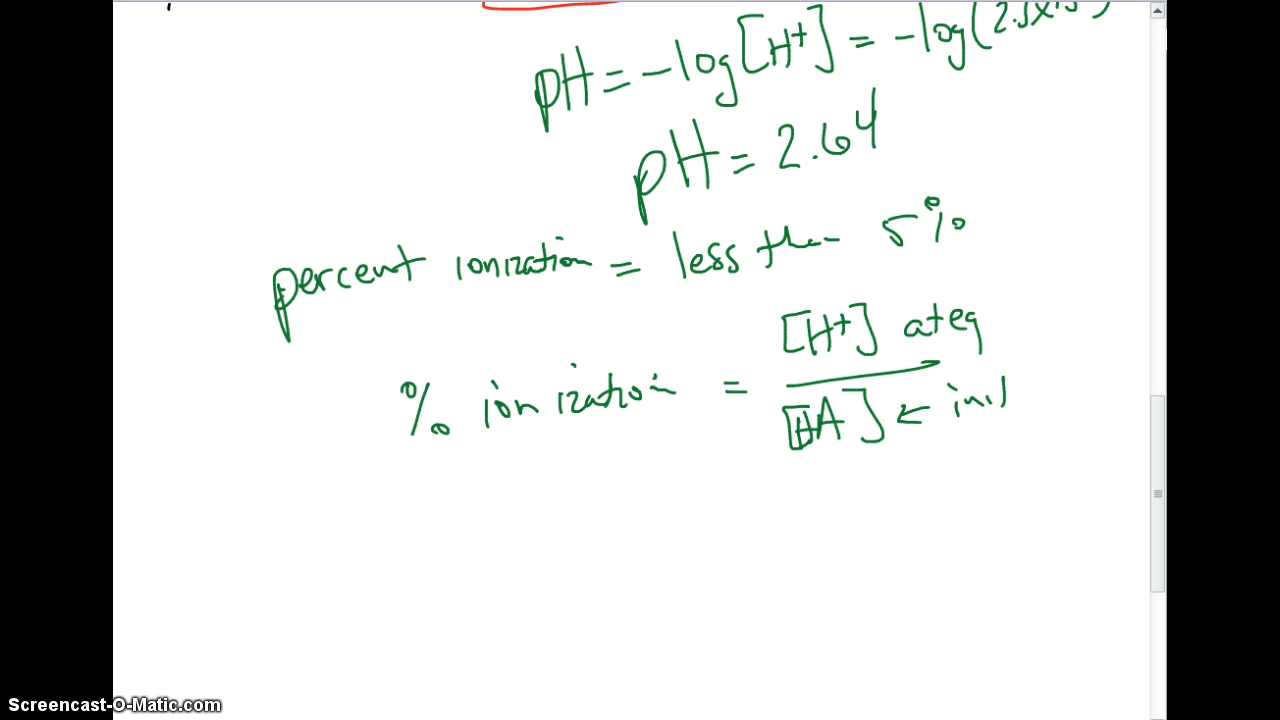 pH = -log[H+] = -log(2.3x10
pH = 2.64
percent ionization = less than 5%
[H+] at eq
% ionization =
[HA] ← init
Screencast-O-Matic.com